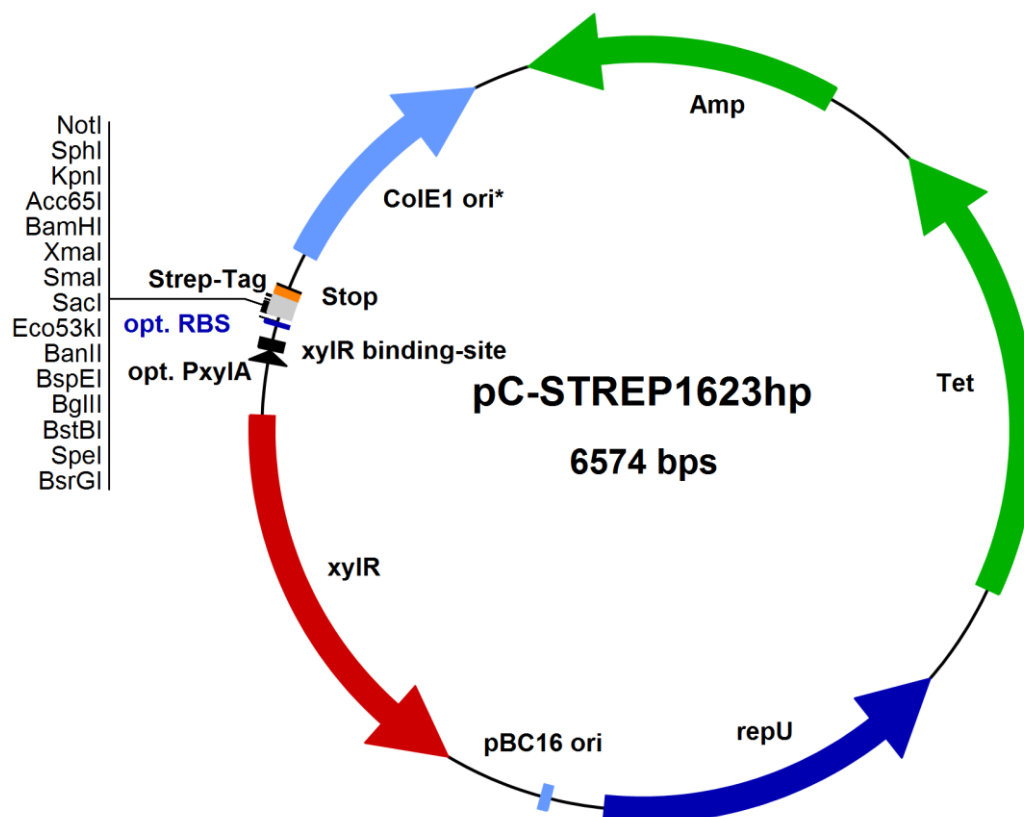 NotI
SphI
KpnI
Acc65I
BamHI
XmaI
SmaI
SacI
Eco53kI
BanII
BspEI
BglII
BstBI
SpeI
BsrGI
Amp
ColE1 ori*
Strep-Tag
Stop
opt. RBS
xylR binding-site
opt. PxylA
pC-STREP1623hp
6574 bps
Tet
xylR
pBC16 ori
repU